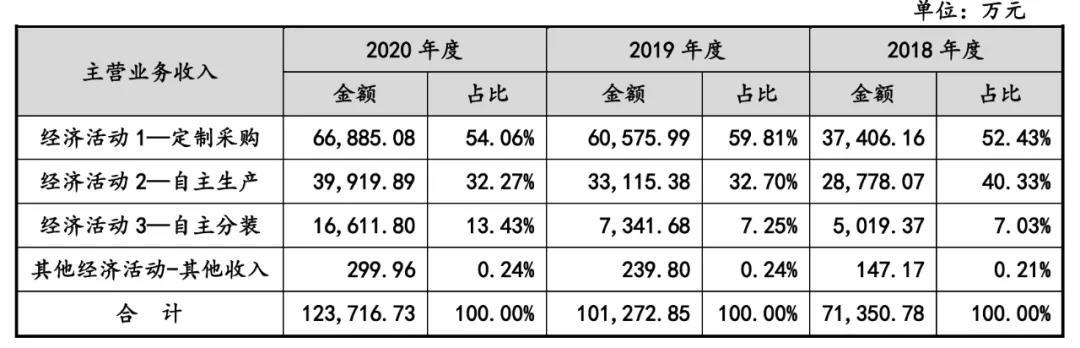 单位：万元
主营业务收入 2020 年度 2019 年度 2018 年度
金额 占比 金额 占比 金额 占比
经济活动 1—定制采购 66,885.08 54.06% 60,575.99 59.81% 37,406.16 52.43%
经济活动 2—自主生产 39,919.89 32.27% 33,115.38 32.70% 28,778.07 40.33%
经济活动 3—自主分装 16,611.80 13.43% 7,341.68 7.25% 5,019.37 7.03%
其他经济活动-其他收入 299.96 0.24% 239.80 0.24% 147.17 0.21%
合 计 123,716.73 100.00% 101,272.85 100.00% 71,350.78 100.00%